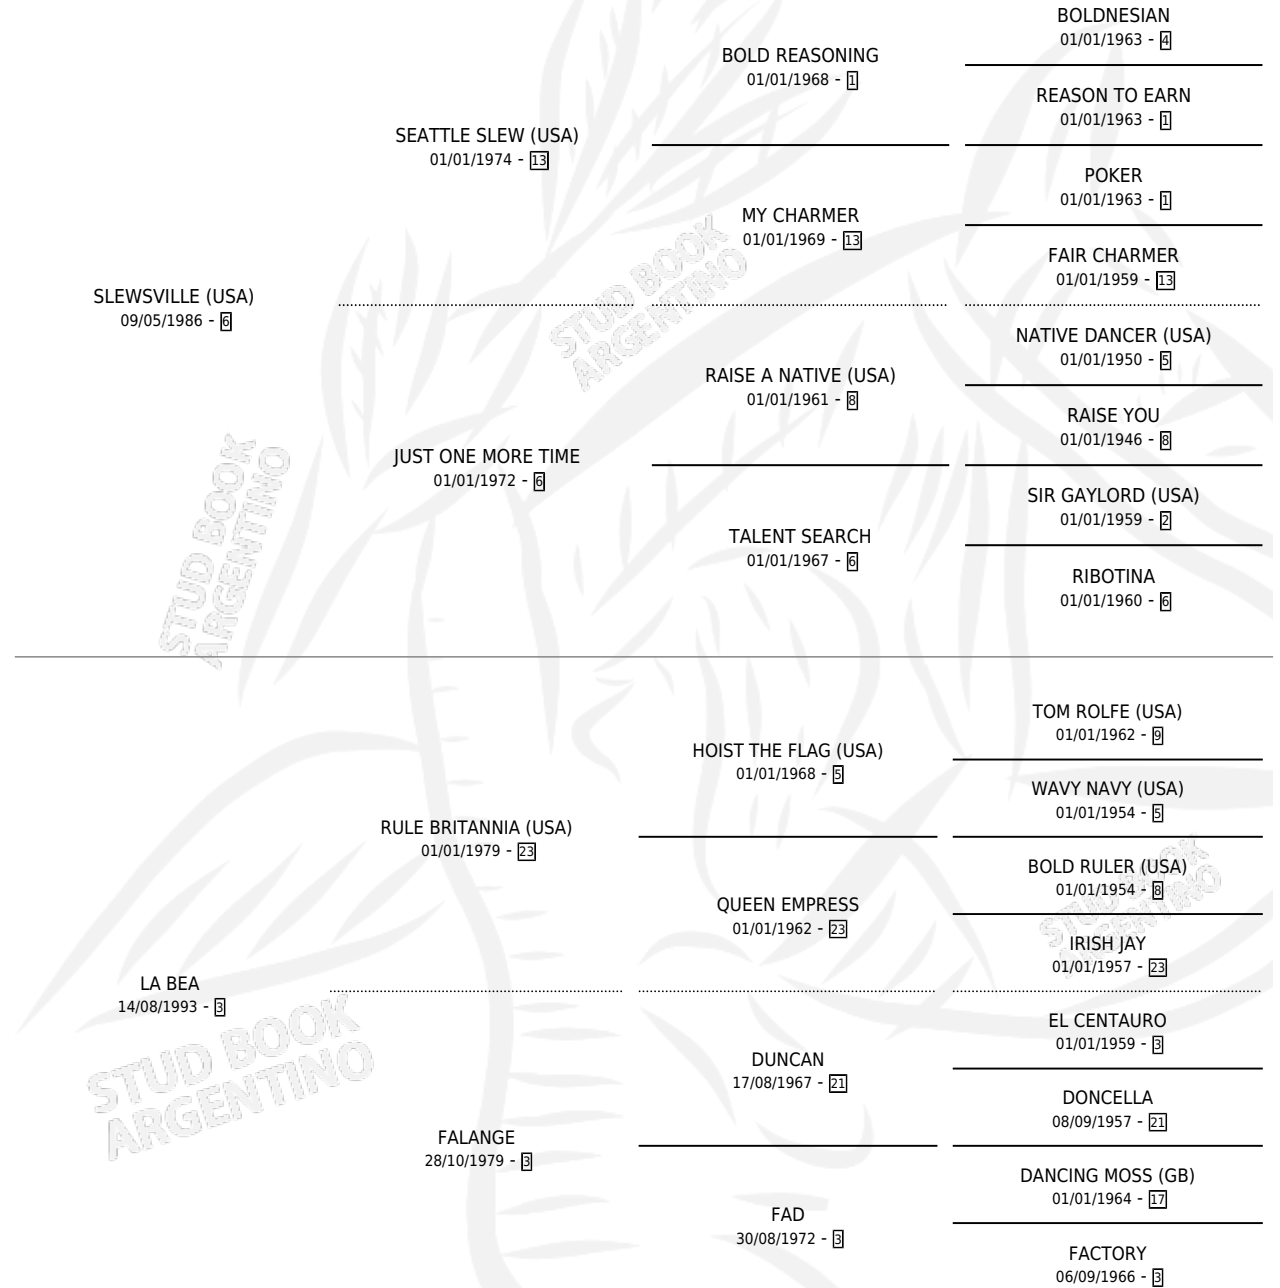 BOLDNESIAN
01/01/1963 - 4
BOLD REASONING
01/01/1968 - 1
REASON TO EARN
01/01/1963 - 1
SEATTLE SLEW (USA)
01/01/1974 - 13
POKER
01/01/1963 - 1
MY CHARMER
01/01/1969 - 13
FAIR CHARMER
01/01/1959 - 13
SLEWSVILLE (USA)
09/05/1986 - 6
NATIVE DANCER (USA)
01/01/1950 - 5
RAISE A NATIVE (USA)
01/01/1961 - 8
RAISE YOU
01/01/1946 - 8
JUST ONE MORE TIME
01/01/1972 - 6
SIR GAYLORD (USA)
01/01/1959 - 2
TALENT SEARCH
01/01/1967 - 6
RIBOTINA
01/01/1960 - 6
TOM ROLFE (USA)
01/01/1962 - 9
HOIST THE FLAG (USA)
01/01/1968 - 5
WAVY NAVY (USA)
01/01/1954 - 5
RULE BRITANNIA (USA)
01/01/1979 - 23
BOLD RULER (USA)
01/01/1954 - 8
QUEEN EMPRESS
01/01/1962 - 23
IRISH JAY
01/01/1957 - 23
LA BEA
14/08/1993 - 3
EL CENTAURO
01/01/1959 - 3
DUNCAN
17/08/1967 - 21
DONCELLA
08/09/1957 - 21
FALANGE
28/10/1979 - 3
DANCING MOSS (GB)
01/01/1964 - 17
FAD
30/08/1972 - 3
FACTORY
06/09/1966 - 3
STUD BOOK
ARGENTINO
STUD BOOK
ARGENTINO
STUD BOOK
ARGENTINO
STUD BOOK
ARGENTINO